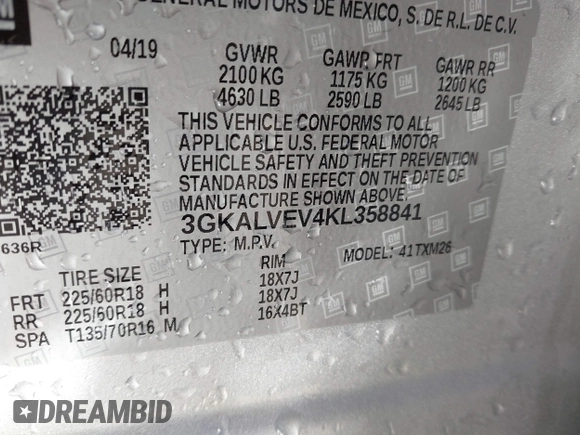 GM
GENERAL MOTORS DE MEXICO, S. DE R.L. DE C.V.
04/19 GVWR GAWR FRT GAWR RR
2100 KG 1175 KG 1200 KG
4630 LB 2590 LB 2645 LB
THIS VEHICLE CONFORMS TO ALL
APPLICABLE U.S. FEDERAL MOTOR
VEHICLE SAFETY AND THEFT PREVENTION
STANDARDS IN EFFECT ON THE DATE OF
MANUFACTURE SHOWN ABOVE.
3GKALVEV4KL358841
636R
TYPE: M.P.V. MODEL: 41TXM26
TIRE SIZE RIM
FRT 225/60R18 H 18X7J
RR 225/60R18 H 18X7J
SPA T135/70R16 M 16X4BT
DREAMBID